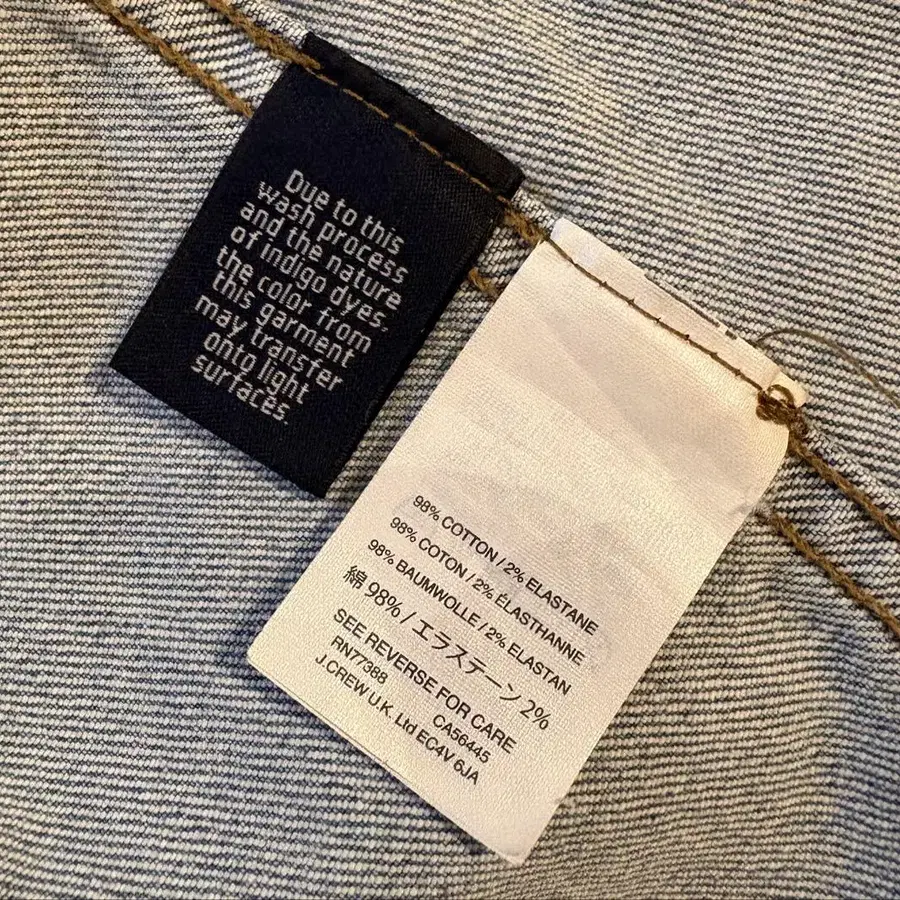 Due to this
wash process
and the nature
of indigo dyes,
the color from
this garment
may transfer
onto light
surfaces.
98% COTTON / 2% ELASTANE
98% COTON / 2% ÉLASTHANNE
98% BAUMWOLLE / 2% ELASTAN
綿 98% / エラステーン 2%
SEE REVERSE FOR CARE
RN77388 CA56445
J.CREW U.K. Ltd EC4V 6JA